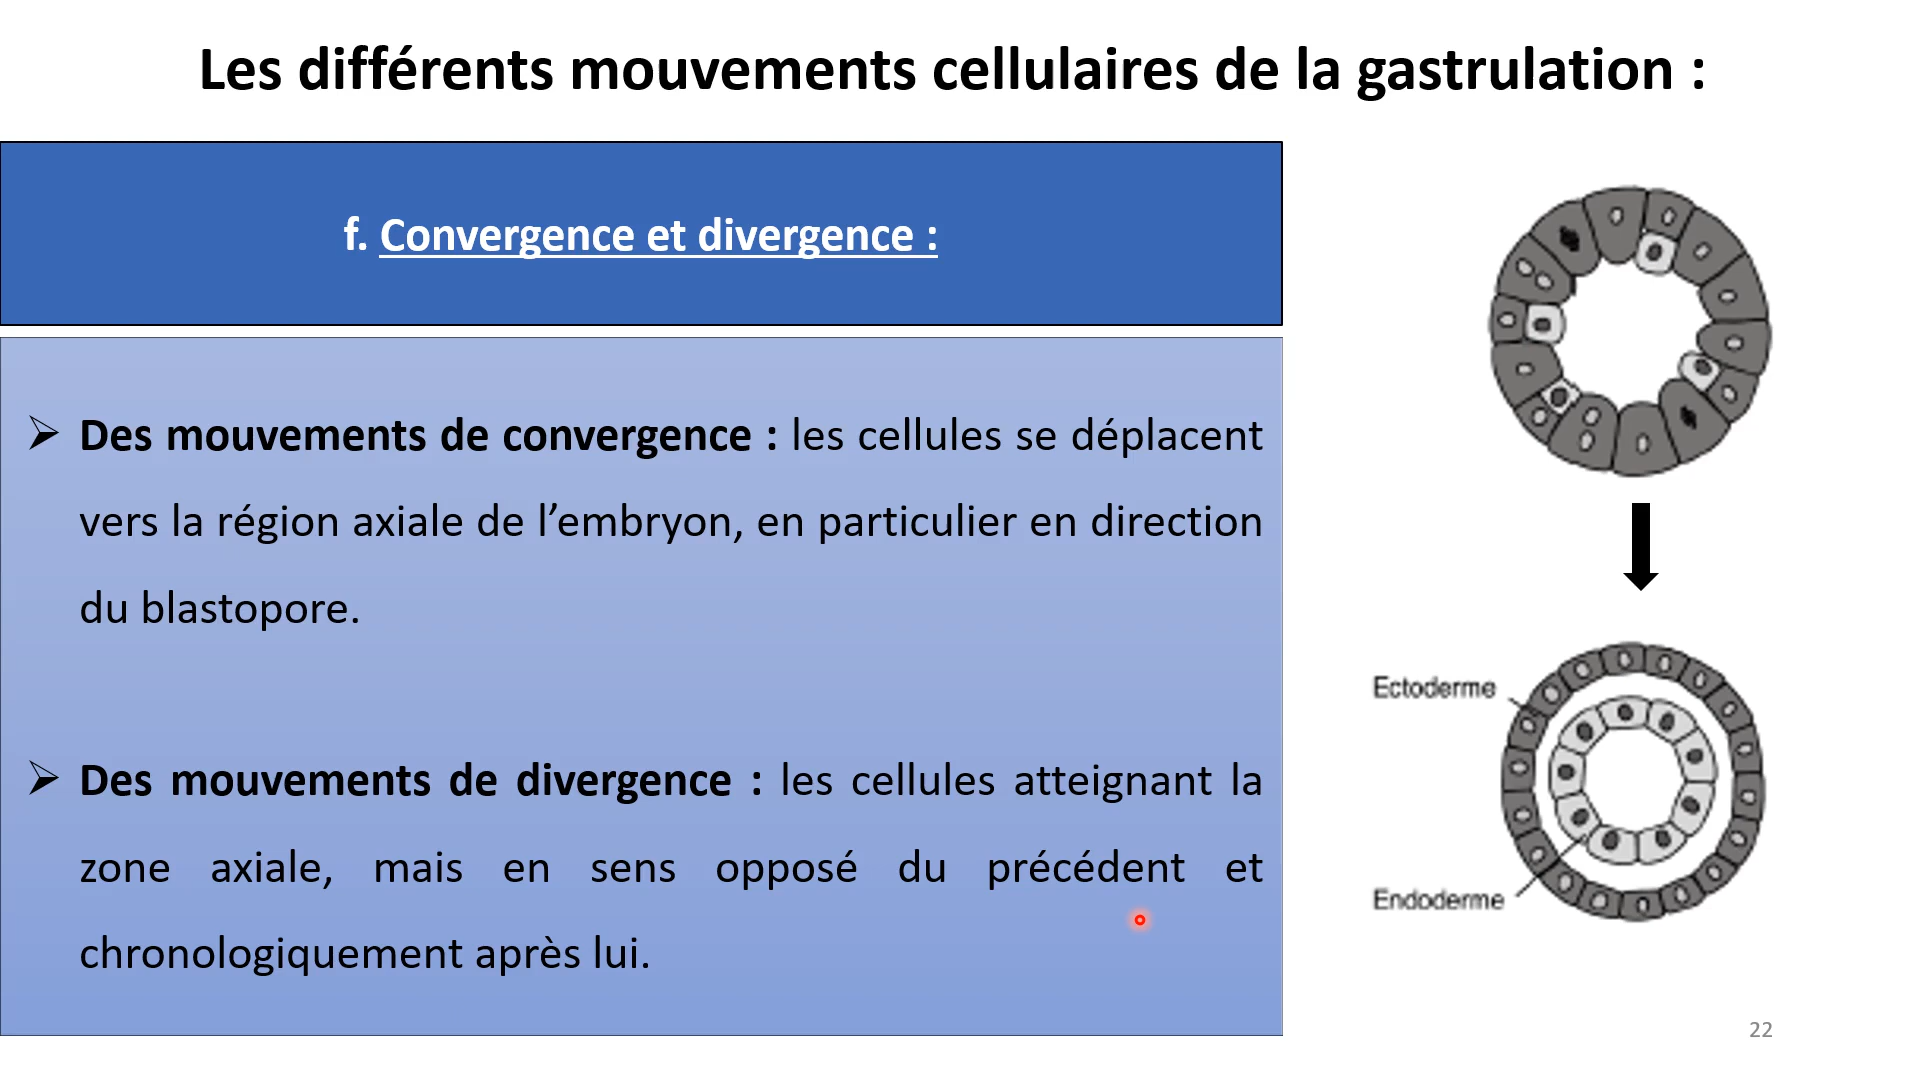 Les différents mouvements cellulaires de la gastrulation :
f. Convergence et divergence :
➢ Des mouvements de convergence : les cellules se déplacent
vers la région axiale de l’embryon, en particulier en direction
du blastopore.
➢ Des mouvements de divergence : les cellules atteignant la
zone axiale, mais en sens opposé du précédent et
chronologiquement après lui.
Ectoderme
Endoderme
22